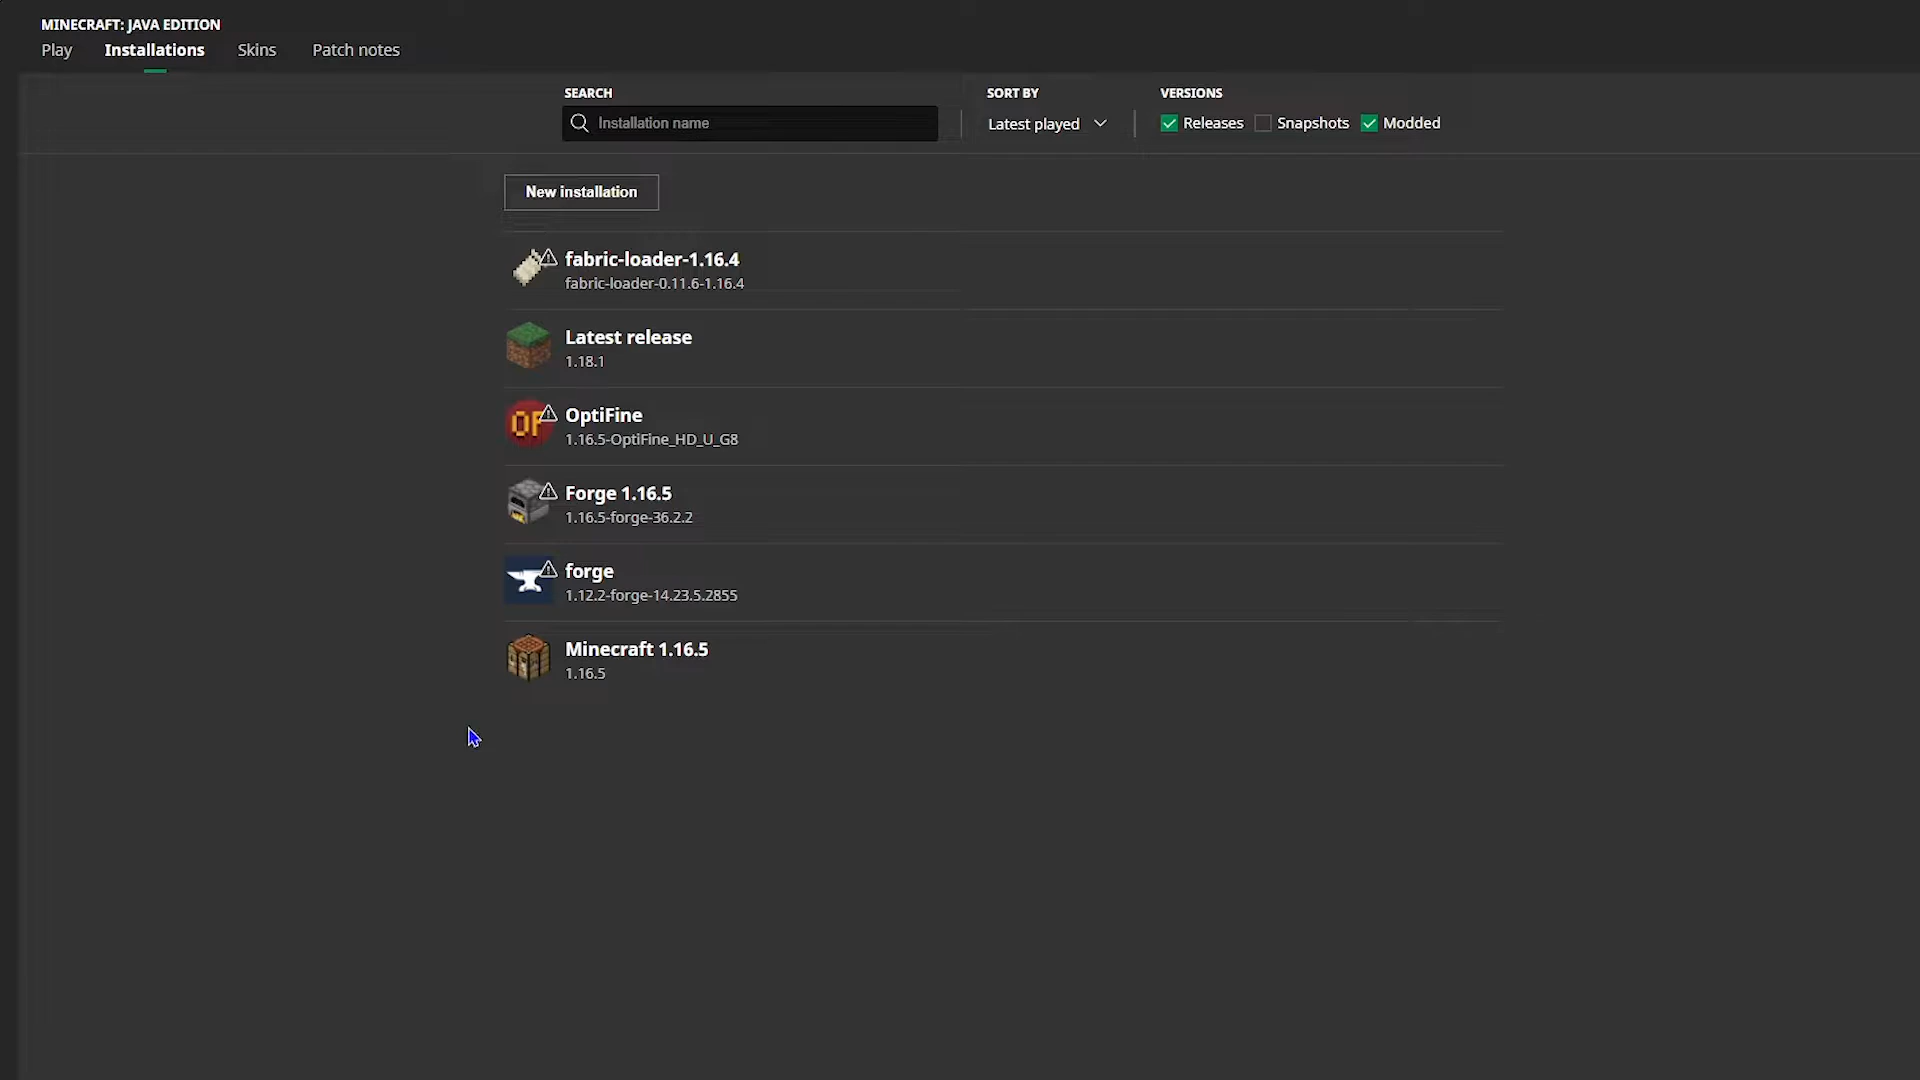 MINECRAFT: JAVA EDITION
Play Installations Skins Patch notes
SEARCH SORT BY VERSIONS
Installation name Latest played Releases Snapshots Modded
New installation
fabric-loader-1.16.4
fabric-loader-0.11.6-1.16.4
Latest release
1.18.1
OF OptiFine
1.16.5-OptiFine_HD_U_G8
Forge 1.16.5
1.16.5-forge-36.2.2
forge
1.12.2-forge-14.23.5.2855
Minecraft 1.16.5
1.16.5